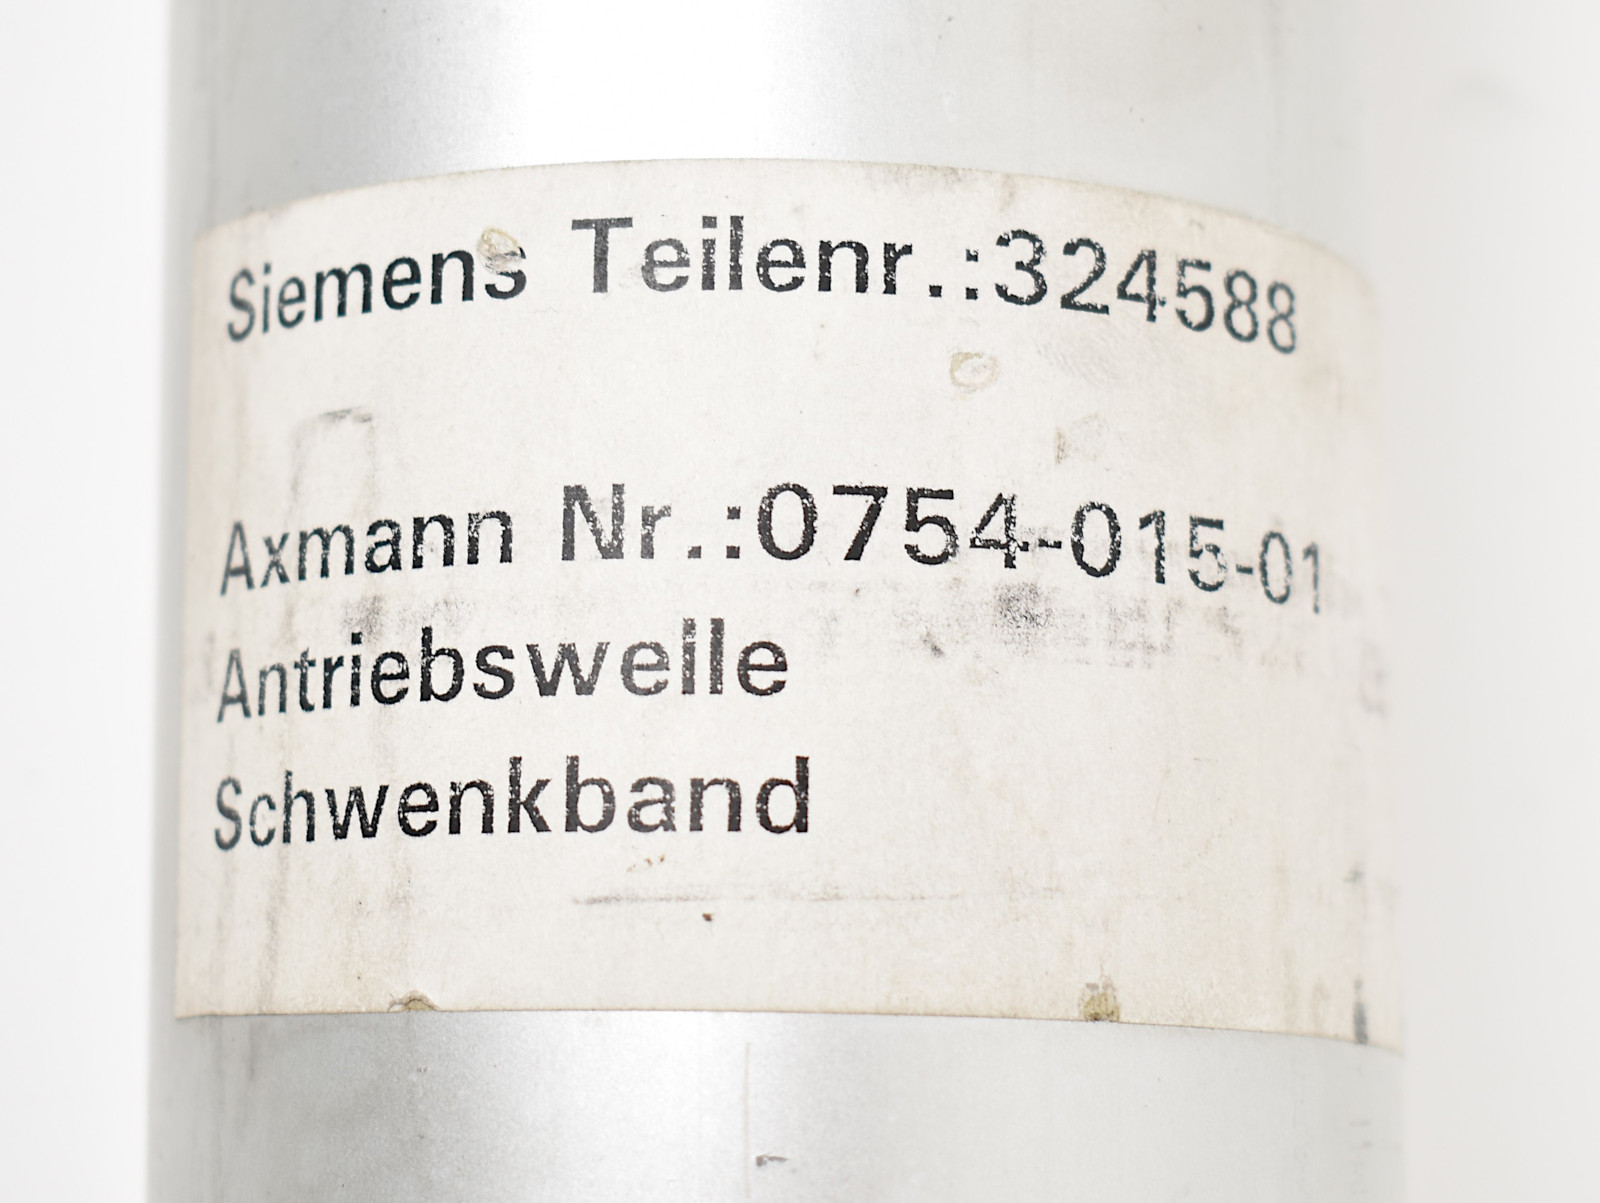 Siemens Teilenr.:324588
Axmann Nr.:0754-015-01
Antriebswelle
Schwenkband